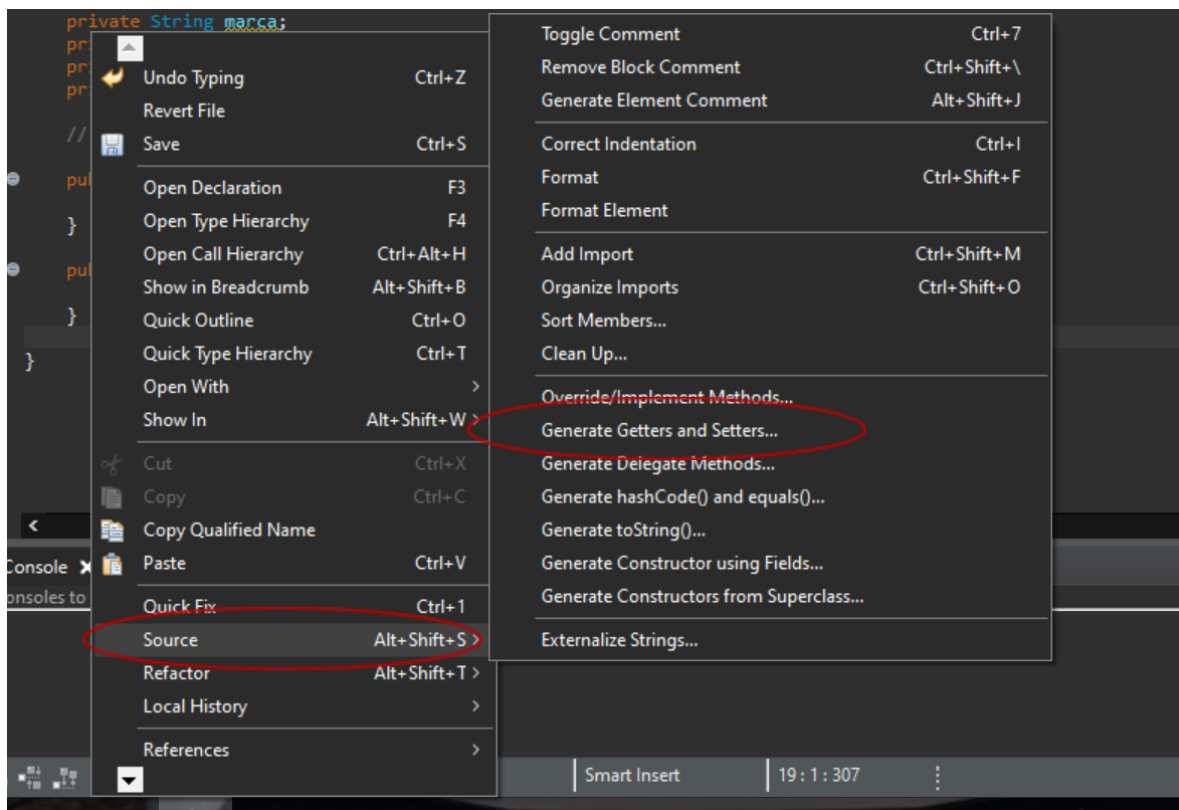 private String marca;
pr
pr
pr
//
pu
}
pu
}
}
Undo Typing Ctrl+Z
Revert File
Save Ctrl+S
Open Declaration F3
Open Type Hierarchy F4
Open Call Hierarchy Ctrl+Alt+H
Show in Breadcrumb Alt+Shift+B
Quick Outline Ctrl+O
Quick Type Hierarchy Ctrl+T
Open With >
Show In Alt+Shift+W >
Cut Ctrl+X
Copy Ctrl+C
Copy Qualified Name
Paste Ctrl+V
Quick Fix Ctrl+1
Source Alt+Shift+S >
Refactor Alt+Shift+T >
Local History >
References >
Toggle Comment Ctrl+7
Remove Block Comment Ctrl+Shift+\
Generate Element Comment Alt+Shift+J
Correct Indentation Ctrl+I
Format Ctrl+Shift+F
Format Element
Add Import Ctrl+Shift+M
Organize Imports Ctrl+Shift+O
Sort Members...
Clean Up...
Override/Implement Methods...
Generate Getters and Setters...
Generate Delegate Methods...
Generate hashCode() and equals()...
Generate toString()...
Generate Constructor using Fields...
Generate Constructors from Superclass...
Externalize Strings...
Console
onsoles to
Smart Insert
19 : 1 : 307